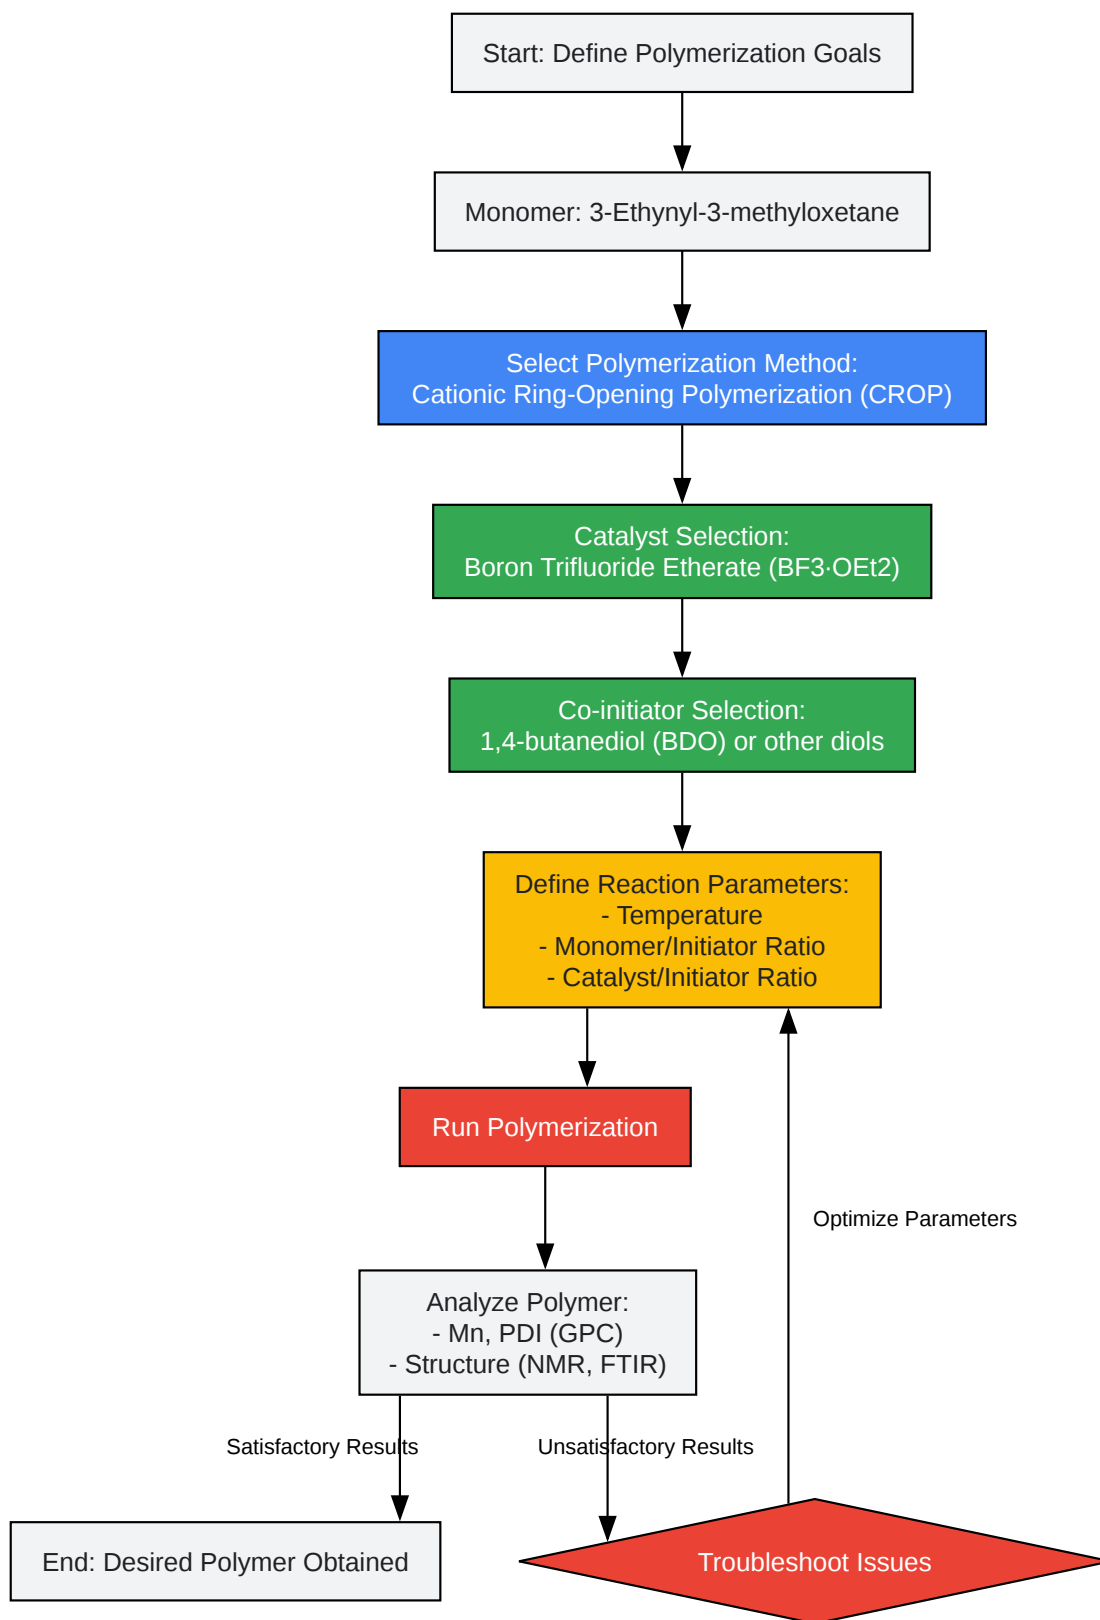 Start: Define Polymerization Goals
Monomer: 3-Ethynyl-3-methyloxetane
Select Polymerization Method:
Cationic Ring-Opening Polymerization (CROP)
Catalyst Selection:
Boron Trifluoride Etherate (BF3·OEt2)
Co-initiator Selection:
1,4-butanediol (BDO) or other diols
Define Reaction Parameters:
- Temperature
- Monomer/Initiator Ratio
- Catalyst/Initiator Ratio
Run Polymerization
Optimize Parameters
Analyze Polymer:
- Mn, PDI (GPC)
- Structure (NMR, FTIR)
Satisfactory Results
Unsatisfactory Results
End: Desired Polymer Obtained
Troubleshoot Issues